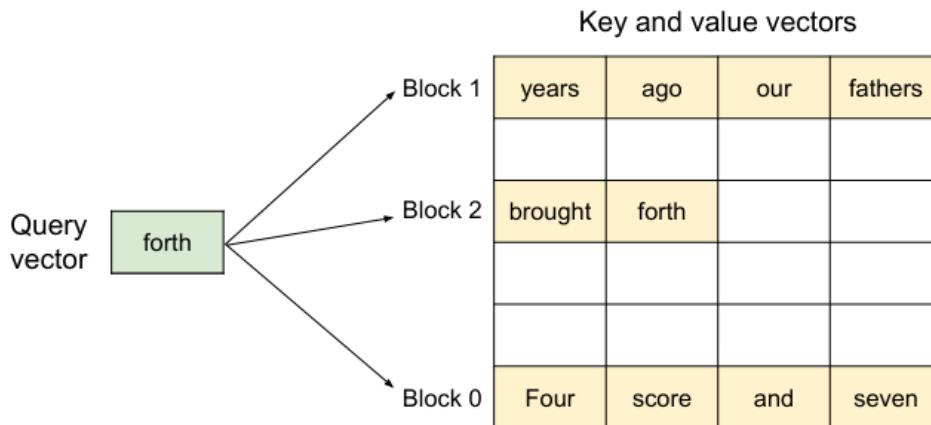 Key and value vectors
Block 1 years ago our fathers
Block 2 brought forth
Query vector
forth
Block 0 Four score and seven